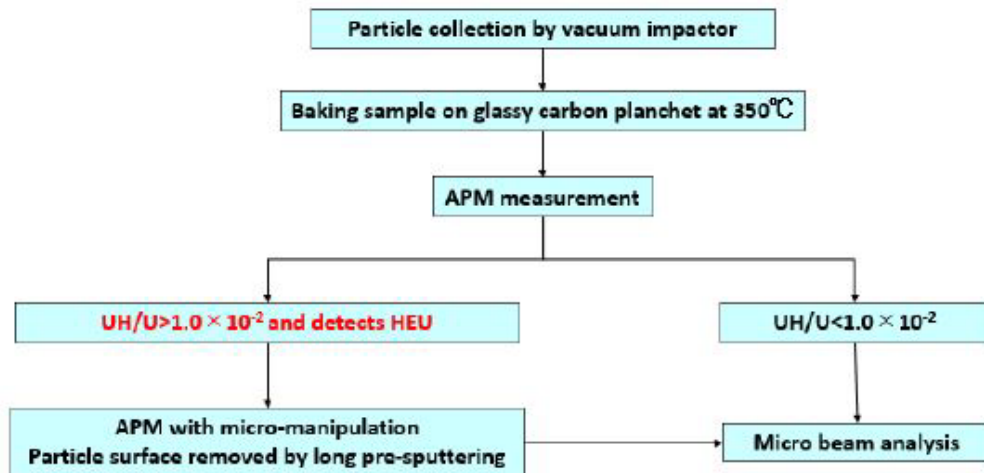 Particle collection by vacuum impactor
Baking sample on glassy carbon planchet at 350℃
APM measurement
UH/U>1.0 × 10⁻² and detects HEU
UH/U<1.0 × 10⁻²
APM with micro-manipulation
Particle surface removed by long pre-sputtering
Micro beam analysis